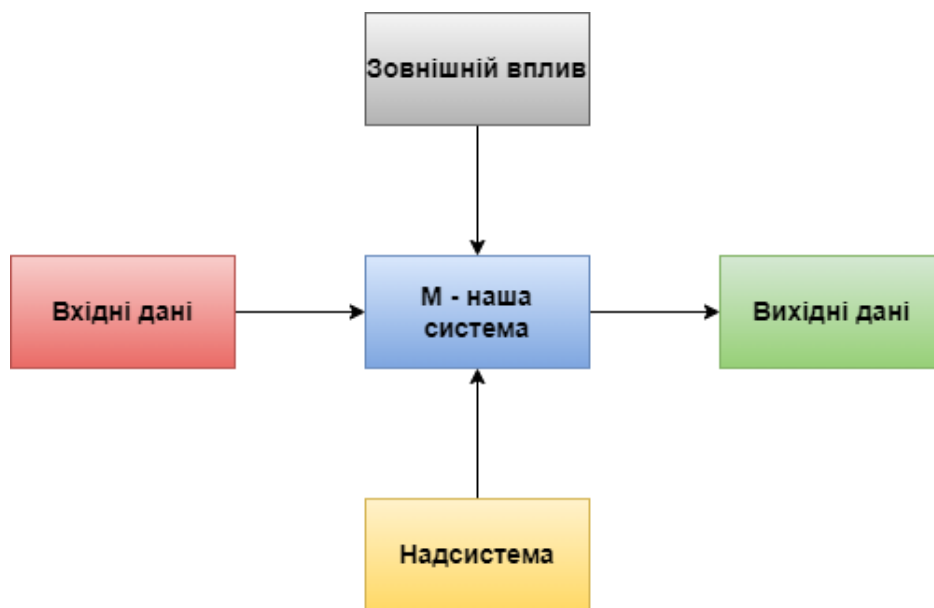 Зовнішній вплив
Вхідні дані
М - наша
система
Вихідні дані
Надсистема